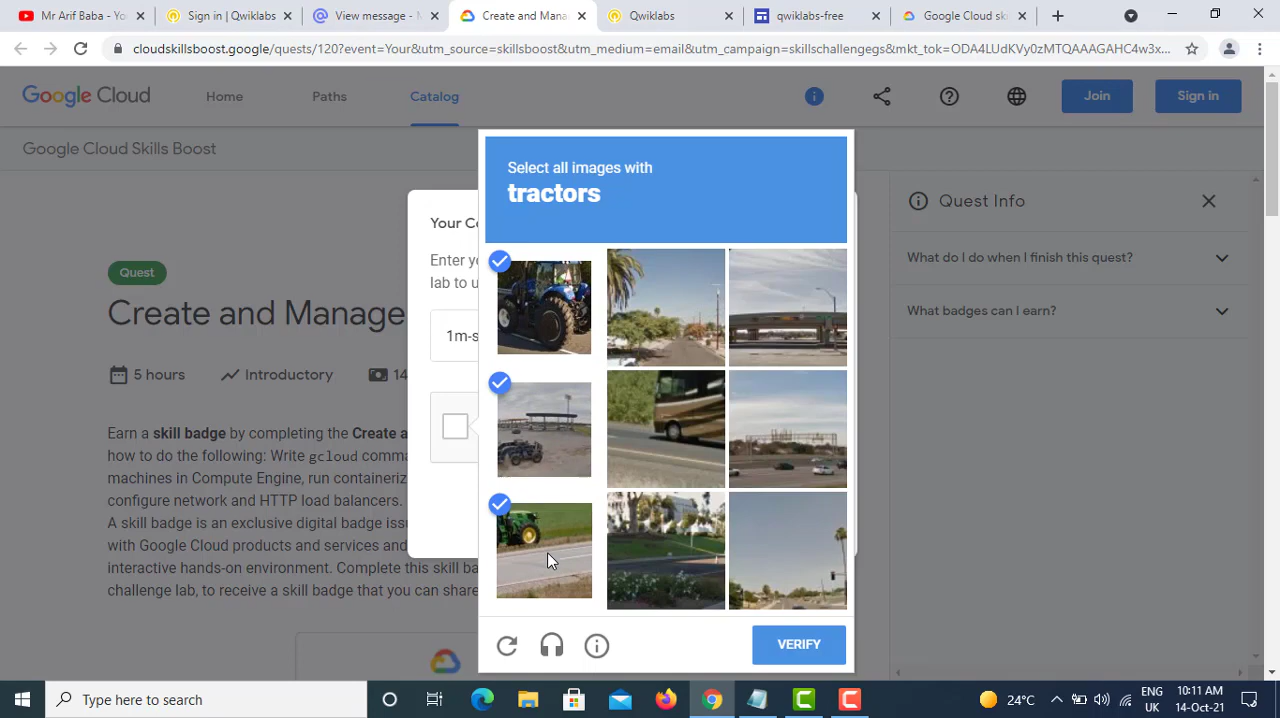 Mr Arif Baba - Yo
Sign in | Qwiklabs
View message - M
Create and Mana
Qwiklabs
qwiklabs-free
Google Cloud sk
cloudskillsboost.google/quests/120?event=Your&utm_source=skillsboost&utm_medium=email&utm_campaign=skillschallengegs&mkt_tok=ODA4LUdKVy0zMTQAAAGAHC4w3x...
Google Cloud
Home
Paths
Catalog
Join
Sign in
Google Cloud Skills Boost
Select all images with
tractors
Your Co
Enter yo
lab to u
1m-s
VERIFY
Quest
Create and Manage
5 hours
Introductory
14
Earn a skill badge by completing the Create a
how to do the following: Write gcloud comma
machines in Compute Engine, run containeriz
configure network and HTTP load balancers.
A skill badge is an exclusive digital badge issu
with Google Cloud products and services and
interactive hands-on environment. Complete this skill ba
challenge lab, to receive a skill badge that you can share
Quest Info
What do I do when I finish this quest?
What badges can I earn?
Type here to search
24°C
ENG
UK
10:11 AM
14-Oct-21